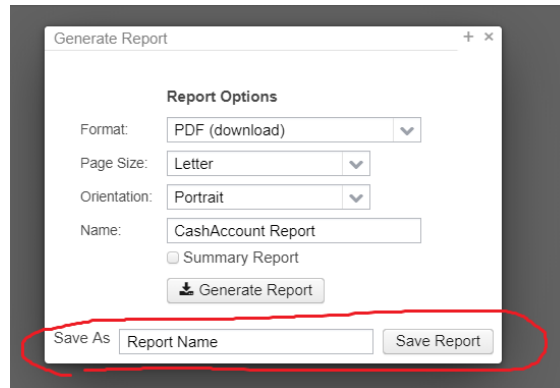 Generate Report + ×
Report Options
Format: PDF (download)
Page Size: Letter
Orientation: Portrait
Name: CashAccount Report
Summary Report
Generate Report
Save As Report Name Save Report